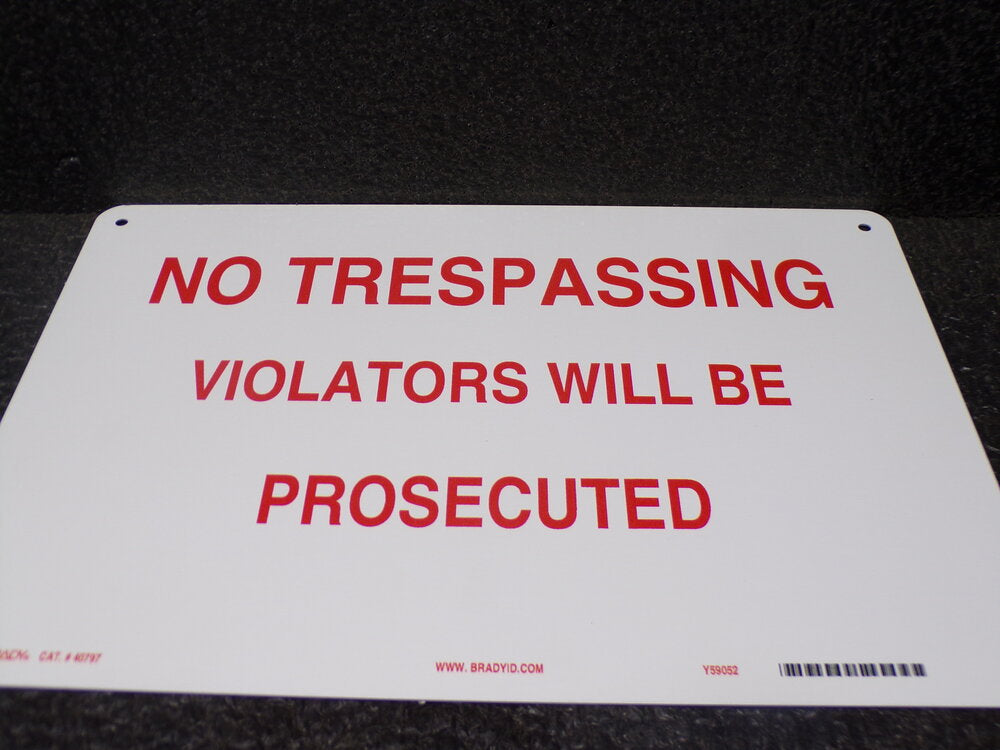 NO TRESPASSING
VIOLATORS WILL BE
PROSECUTED
CAT. # 40797 WWW. BRADYID.COM Y59052